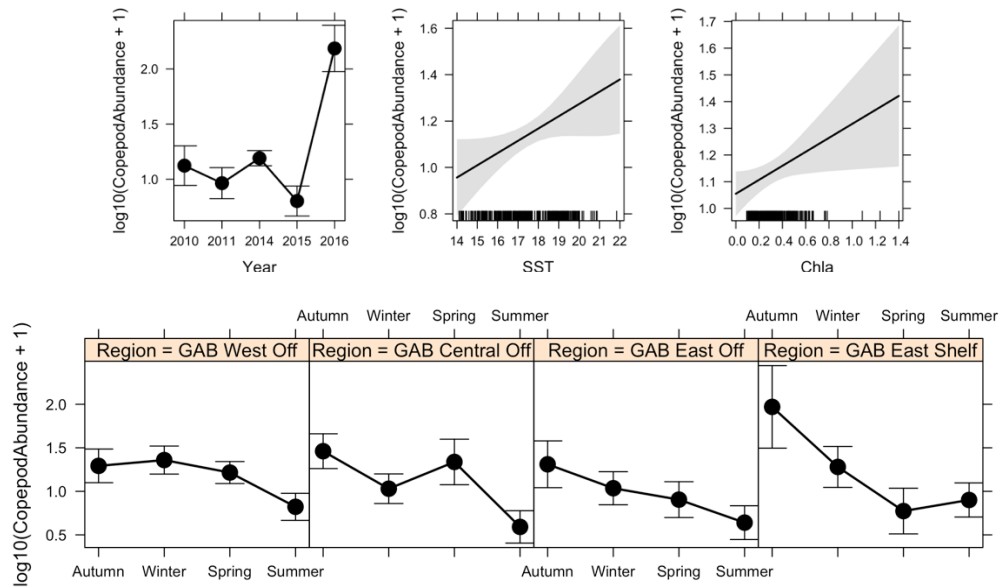 log10(CopepodAbundance + 1)
2.0
1.5
1.0
2010 2011 2014 2015 2016
Year
log10(CopepodAbundance + 1)
1.6
1.4
1.2
1.0
0.8
14 15 16 17 18 19 20 21 22
SST
log10(CopepodAbundance + 1)
1.7
1.6
1.5
1.4
1.3
1.2
1.1
1.0
0.0 0.2 0.4 0.6 0.8 1.0 1.2 1.4
Chla
log10(CopepodAbundance + 1)
Autumn Winter Spring Summer Autumn Winter Spring Summer
Region = GAB West Off Region = GAB Central Off Region = GAB East Off Region = GAB East Shelf
2.0
1.5
1.0
0.5
Autumn Winter Spring Summer Autumn Winter Spring Summer